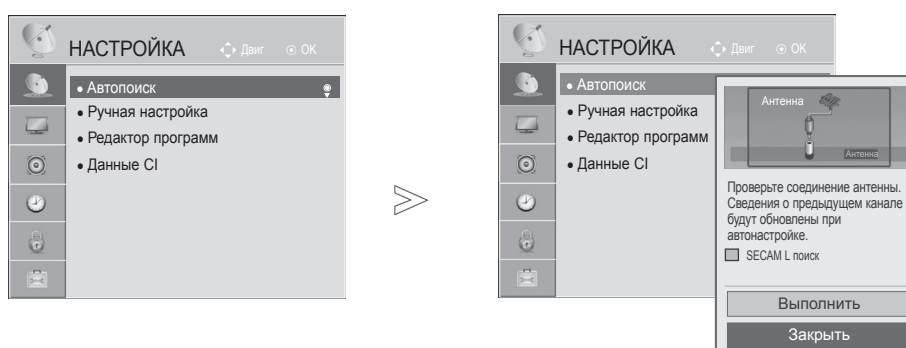 НАСТРОЙКА Двиг OK
• Автопоиск
• Ручная настройка
• Редактор программ
• Данные CI
НАСТРОЙКА Двиг OK
• Автопоиск
• Ручная настройка
• Редактор программ
• Данные CI
Антенна
Антенна
Проверьте соединение антенны.
Сведения о предыдущем канале
будут обновлены при
автонастройке.
SECAM L поиск
Выполнить
Закрыть